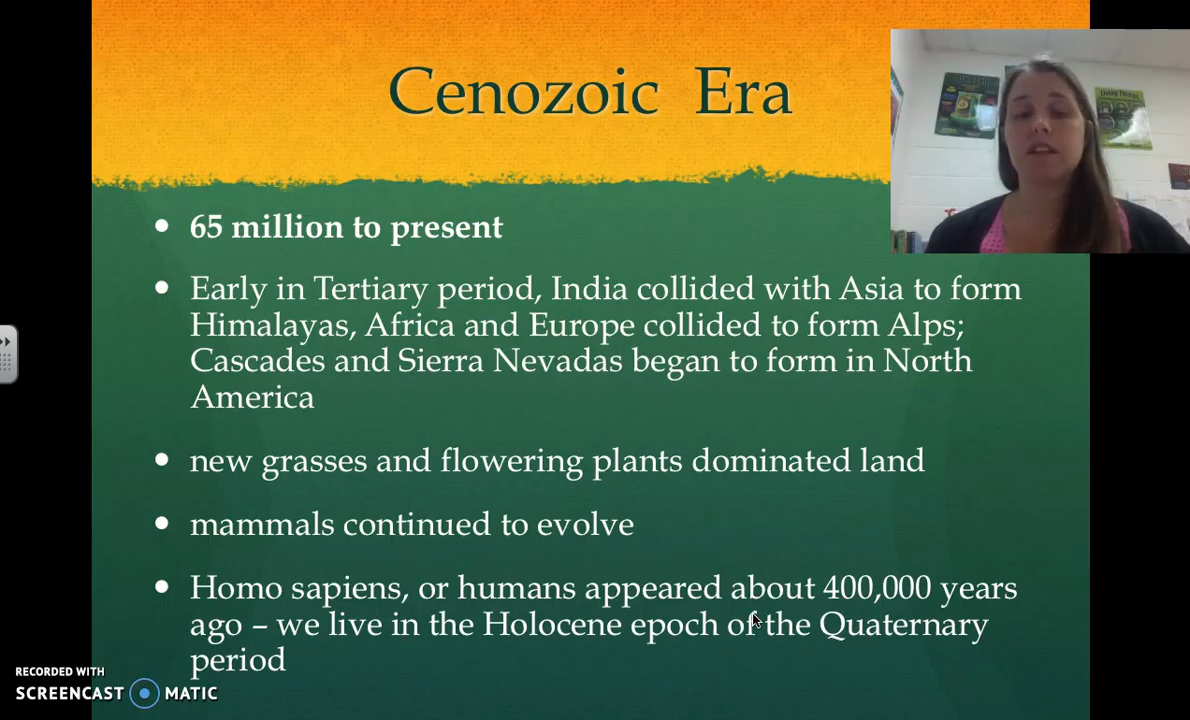 Cenozoic Era
Living Things
• 65 million to present
• Early in Tertiary period, India collided with Asia to form
Himalayas, Africa and Europe collided to form Alps;
Cascades and Sierra Nevadas began to form in North
America
• new grasses and flowering plants dominated land
• mammals continued to evolve
• Homo sapiens, or humans appeared about 400,000 years
ago – we live in the Holocene epoch of the Quaternary
period
RECORDED WITH
SCREENCAST MATIC